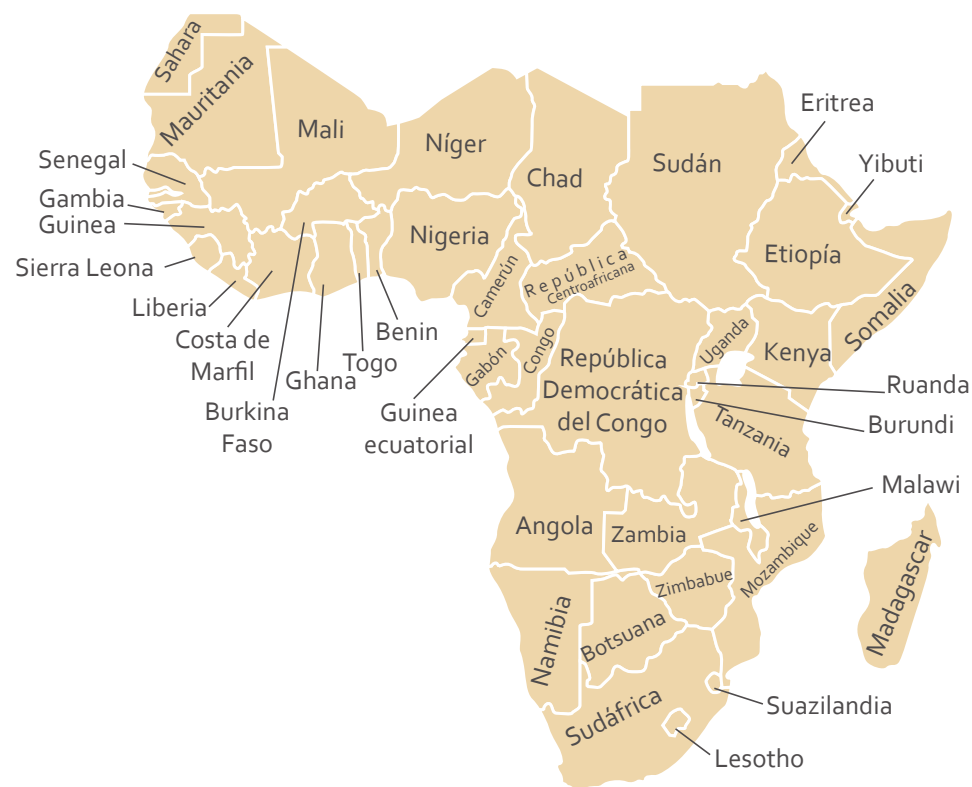 Sahara
Mauritania
Mali
Níger
Chad
Sudán
Eritrea
Yibuti
Senegal
Gambia
Guinea
Sierra Leona
Liberia
Costa de
Marfil
Burkina
Faso
Ghana
Togo
Benin
Nigeria
Camerún
República
Centroafricana
Etiopía
Somalia
Guinea
ecuatorial
Gabón
Congo
República
Democrática
del Congo
Uganda
Kenya
Ruanda
Burundi
Tanzania
Malawi
Angola
Zambia
Mozambique
Madagascar
Zimbabue
Namibia
Botsuana
Sudáfrica
Suazilandia
Lesotho